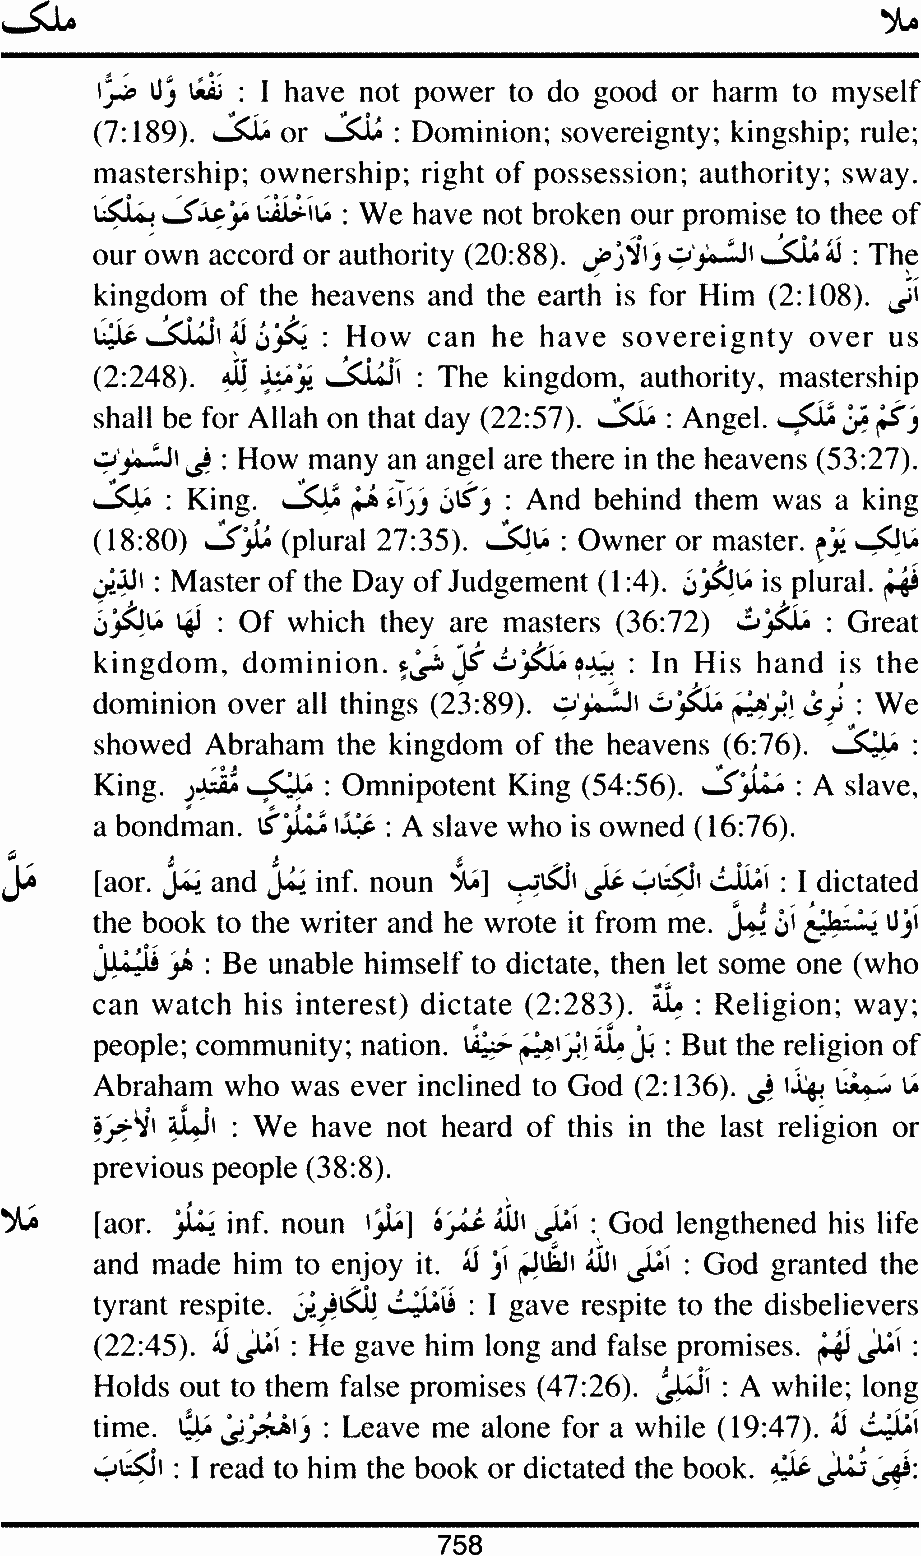 ملک ملا
نَفْعًا وَّلَا ضَرًّا : I have not power to do good or harm to myself
(7:189). مَلَکٌ or مُلْکٌ : Dominion; sovereignty; kingship; rule;
mastership; ownership; right of possession; authority; sway.
مَااَخْلَفْنَا مَوْعِدَکَ بِمَلْکِنَا : We have not broken our promise to thee of
our own accord or authority (20:88). لَهُ مُلْکُ السَّمٰوٰتِ وَالْاَرْضِ : The
kingdom of the heavens and the earth is for Him (2:108). اَنّٰی
یَکُوْنُ لَهُ الْمُلْکُ عَلَیْنَا : How can he have sovereignty over us
(2:248). اَلْمُلْکُ یَوْمَئِذٍ لِّلّٰهِ : The kingdom, authority, mastership
shall be for Allah on that day (22:57). مَلَکٌ : Angel. وَکَمْ مِّنْ مَّلَکٍ
فِی السَّمٰوٰتِ : How many an angel are there in the heavens (53:27).
مَلِکٌ : King. وَکَانَ وَرَآءَ هُمْ مَّلِکٌ : And behind them was a king
(18:80) مُلُوْکٌ (plural 27:35). مَالِکٌ : Owner or master. مَالِکِ یَوْمِ
الدِّیْنِ : Master of the Day of Judgement (1:4). مَالِکُوْنَ is plural. فَهُمْ
لَهَا مَالِکُوْنَ : Of which they are masters (36:72) مَلَکُوْتٌ : Great
kingdom, dominion. بِیَدِهٖ مَلَکُوْتُ کُلِّ شَیْءٍ : In His hand is the
dominion over all things (23:89). نُرِیْ اِبْرٰهِیْمَ مَلَکُوْتَ السَّمٰوٰتِ : We
showed Abraham the kingdom of the heavens (6:76). مَلِیْکٌ :
King. مَلِیْکٍ مُّقْتَدِرٍ : Omnipotent King (54:56). مَمْلُوْکٌ : A slave,
a bondman. عَبْدًا مَّمْلُوْکًا : A slave who is owned (16:76).
مَلَّ [aor. یَمُلُّ and یَمَلُّ inf. noun مَلًّا] اَمْلَلْتُ الْکِتَابَ عَلَی الْکَاتِبِ : I dictated
the book to the writer and he wrote it from me. اَوْلَا یَسْتَطِیْعُ اَنْ یُّمِلَّ
هُوَ فَلْیُمْلِلْ : Be unable himself to dictate, then let some one (who
can watch his interest) dictate (2:283). مِلَّةٌ : Religion; way;
people; community; nation. بَلْ مِلَّةَ اِبْرَاهِیْمَ حَنِیْفًا : But the religion of
Abraham who was ever inclined to God (2:136). مَا سَمِعْنَا بِهٰذَا فِی
الْمِلَّةِ الْاٰخِرَةِ : We have not heard of this in the last religion or
previous people (38:8).
مَلَا [aor. یَمْلُوْ inf. noun مَلْوًا] اَمْلَی اللّٰهُ عُمُرَهُ : God lengthened his life
and made him to enjoy it. اَمْلَی اللّٰهُ الظَّالِمَ اَوْ لَهُ : God granted the
tyrant respite. فَاَمْلَیْتُ لِلْکَافِرِیْنَ : I gave respite to the disbelievers
(22:45). اَمْلٰی لَهُ : He gave him long and false promises. اَمْلٰی لَهُمْ :
Holds out to them false promises (47:26). اَلْمَلِیُّ : A while; long
time. وَاهْجُرْنِیْ مَلِیًّا : Leave me alone for a while (19:47). اَمْلَیْتُ لَهُ
الْکِتَابَ : I read to him the book or dictated the book. فَهِیَ تُمْلٰی عَلَیْهِ:
758